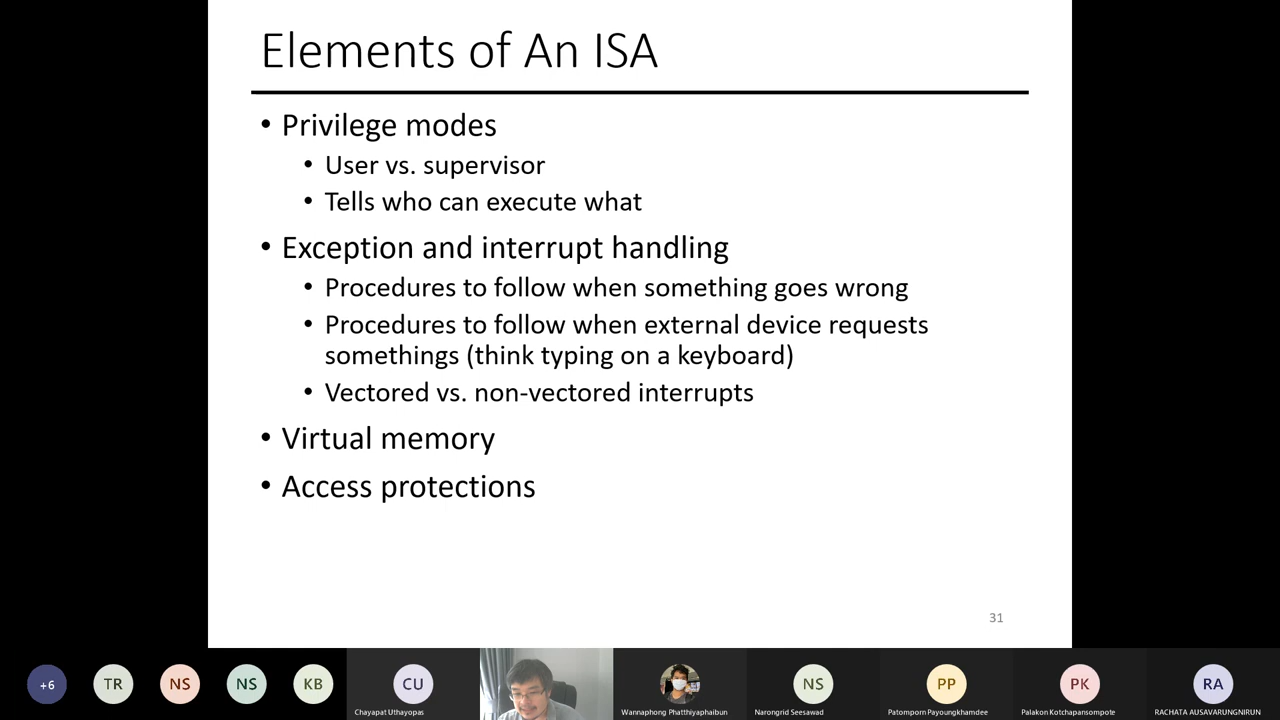 Elements of An ISA
• Privilege modes
• User vs. supervisor
• Tells who can execute what
• Exception and interrupt handling
• Procedures to follow when something goes wrong
• Procedures to follow when external device requests
somethings (think typing on a keyboard)
• Vectored vs. non-vectored interrupts
• Virtual memory
• Access protections
31
+6
TR
NS
NS
KB
CU
NS
PP
PK
RA
Chayapat Uthayopas
Wannaphong Phatthiyaphaibun
Narongrid Seesawad
Patomporn Payoungkhamdee
Palakon Kotchapansompote
RACHATA AUSAVARUNGNIRUN